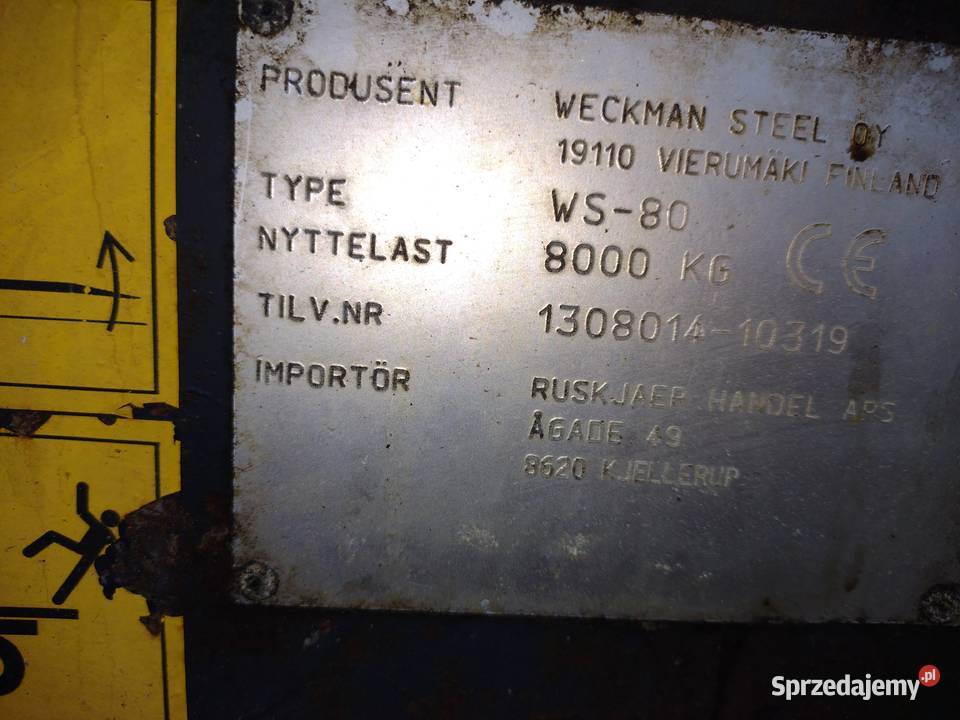 PRODUSENT WECKMAN STEEL OY
19110 VIERUMÄKI FINLAND
TYPE WS-80
NYTTELAST 8000 KG CE
TILV.NR 1308014-10319
IMPORTÖR RUSKJAER HANDEL APS
ÅGADE 49
8620 KJELLERUP
Sprzedajemy.pl